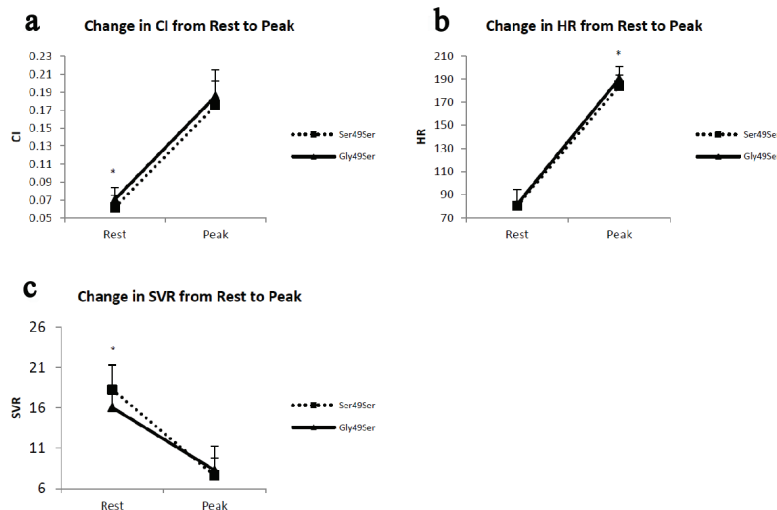 a
Change in CI from Rest to Peak
0.23
0.21
0.19
0.17
0.15
0.13
0.11
0.09
0.07
0.05
CI
*
Rest
Peak
Ser49Ser
Gly49Ser
b
Change in HR from Rest to Peak
210
190
170
150
130
110
90
70
HR
*
Rest
Peak
Ser49Ser
Gly49Ser
c
Change in SVR from Rest to Peak
26
21
16
11
6
SVR
*
Rest
Peak
Ser49Ser
Gly49Ser